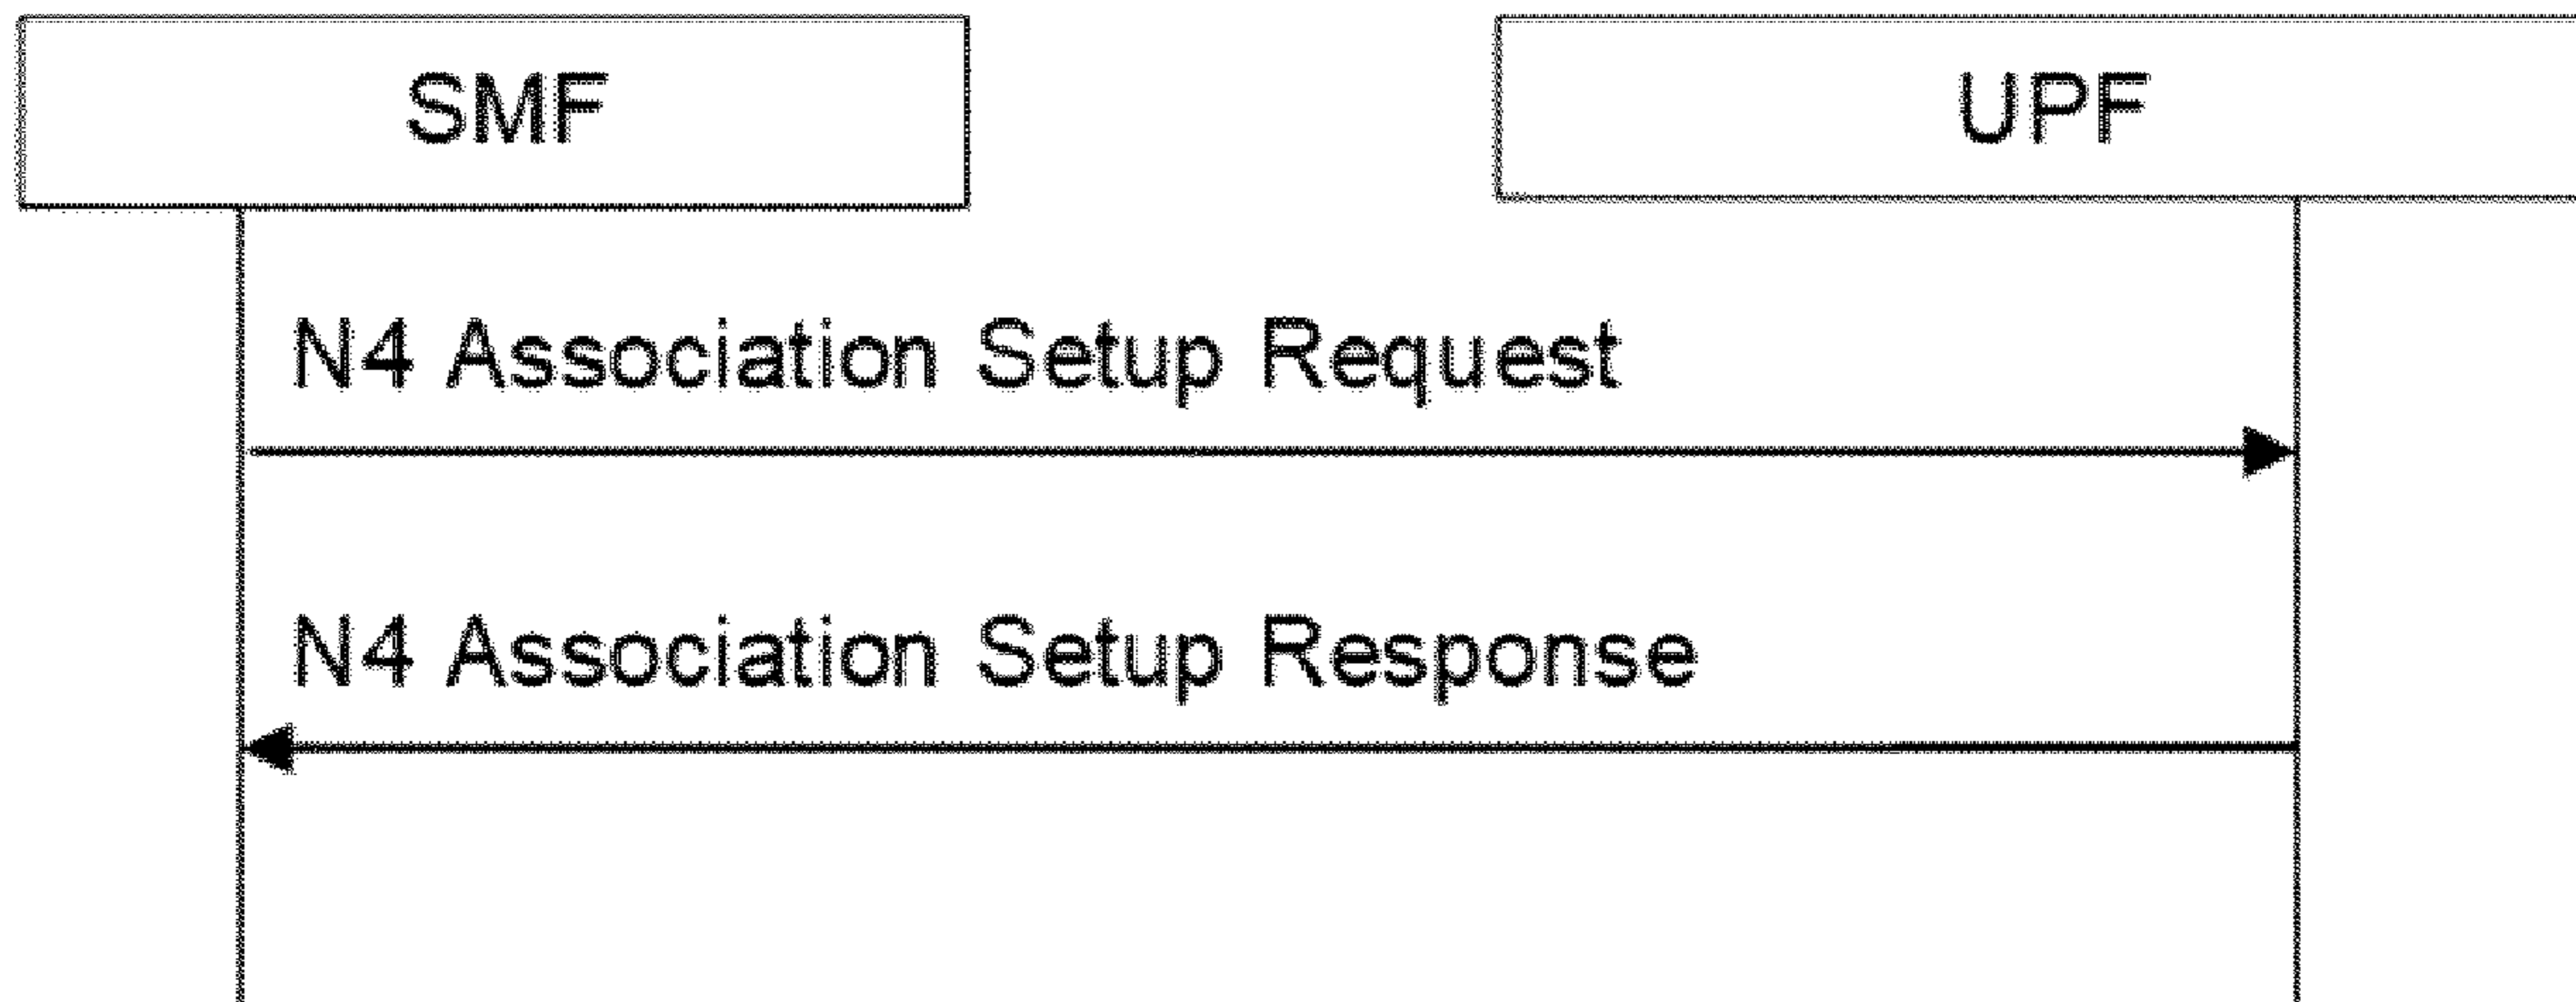 SMF
UPF
N4 Association Setup Request
N4 Association Setup Response